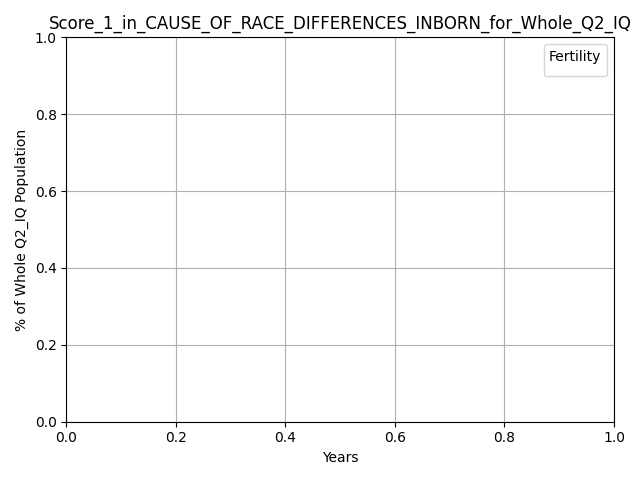 Score_1_in_CAUSE_OF_RACE_DIFFERENCES_INBORN_for_Whole_Q2_IQ
Fertility
% of Whole Q2_IQ Population
1.0
0.8
0.6
0.4
0.2
0.0
0.0 0.2 0.4 0.6 0.8 1.0
Years